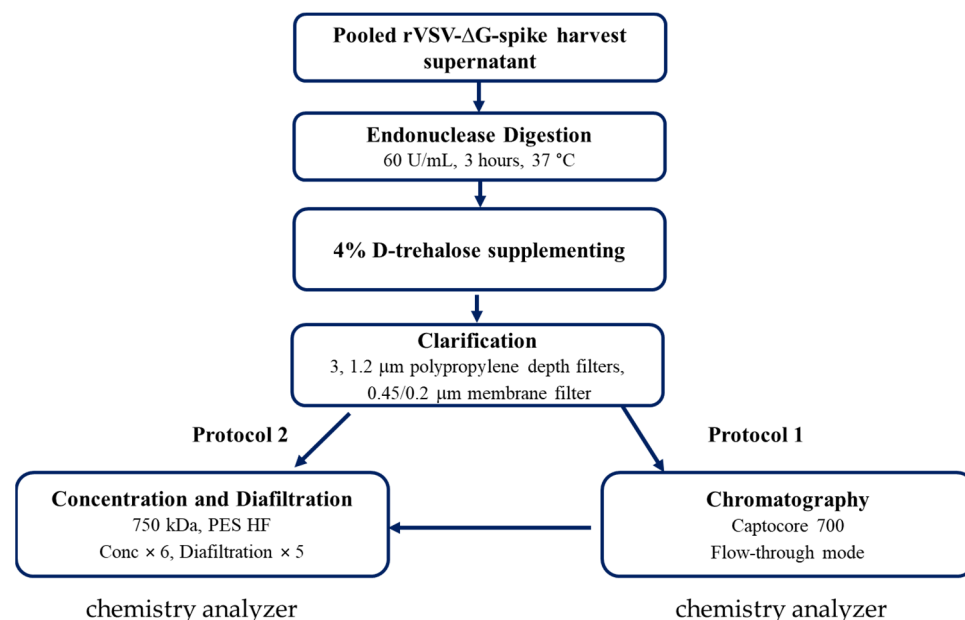 Pooled rVSV-ΔG-spike harvest
supernatant
Endonuclease Digestion
60 U/mL, 3 hours, 37 °C
4% D-trehalose supplementing
Clarification
3, 1.2 μm polypropylene depth filters,
0.45/0.2 μm membrane filter
Protocol 2
Protocol 1
Concentration and Diafiltration
750 kDa, PES HF
Conc × 6, Diafiltration × 5
Chromatography
Captocore 700
Flow-through mode
chemistry analyzer
chemistry analyzer